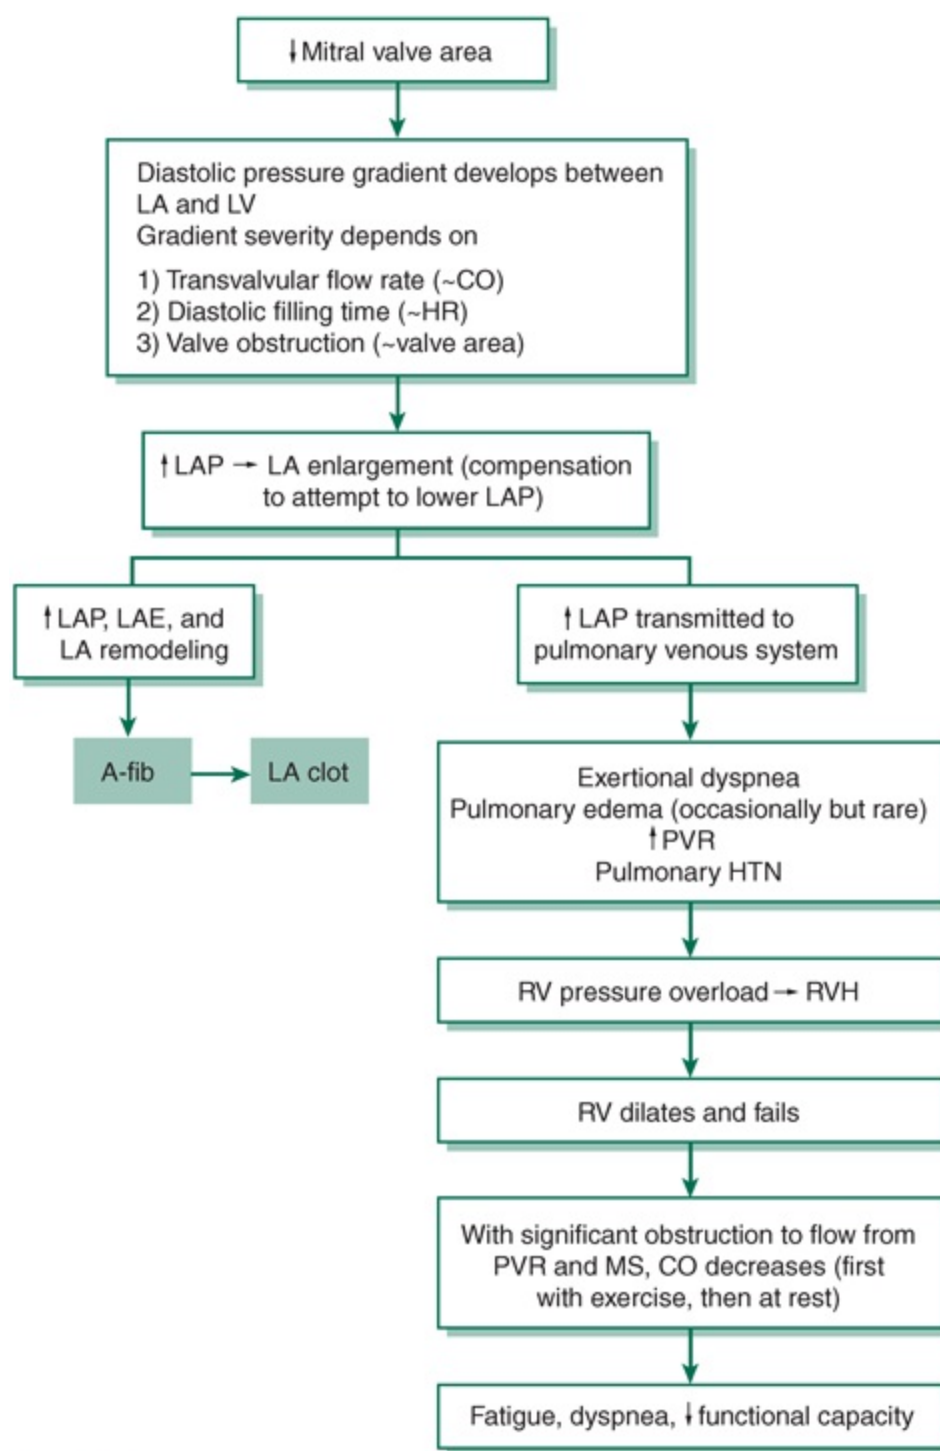 ↓Mitral valve area
Diastolic pressure gradient develops between
LA and LV
Gradient severity depends on
1) Transvalvular flow rate (~CO)
2) Diastolic filling time (~HR)
3) Valve obstruction (~valve area)
↑LAP → LA enlargement (compensation
to attempt to lower LAP)
↑LAP, LAE, and
LA remodeling
A-fib
LA clot
↑LAP transmitted to
pulmonary venous system
Exertional dyspnea
Pulmonary edema (occasionally but rare)
↑PVR
Pulmonary HTN
RV pressure overload → RVH
RV dilates and fails
With significant obstruction to flow from
PVR and MS, CO decreases (first
with exercise, then at rest)
Fatigue, dyspnea, ↓functional capacity